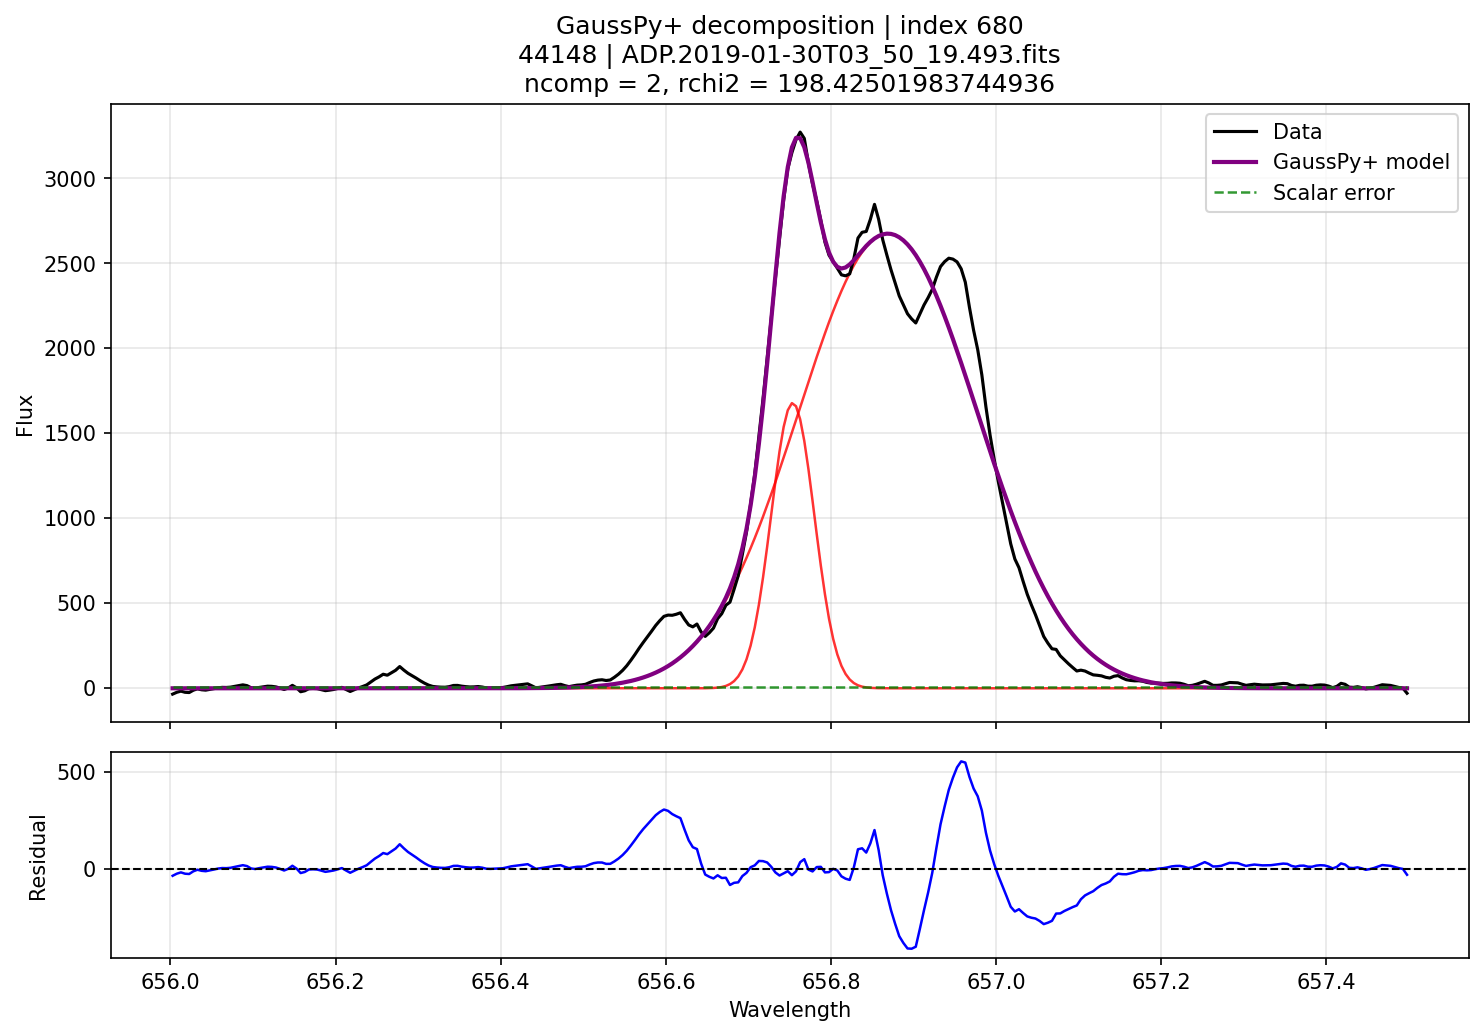 GaussPy+ decomposition | index 680
44148 | ADP.2019-01-30T03_50_19.493.fits
ncomp = 2, rchi2 = 198.42501983744936
Data
GaussPy+ model
Scalar error
Flux
3000
2500
2000
1500
1000
500
0
Residual
500
0
656.0 656.2 656.4 656.6 656.8 657.0 657.2 657.4
Wavelength